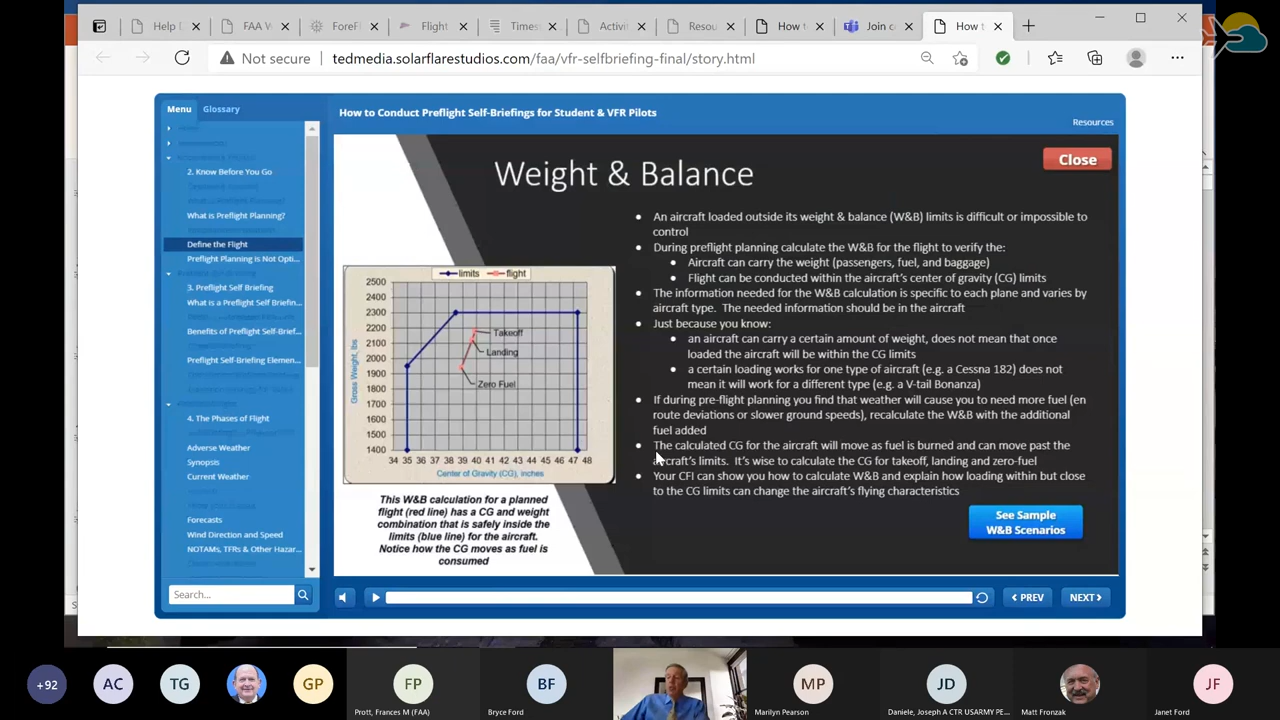 Help D
FAA W
ForeFl
Flight
Times
Activit
Resou
How to
Join co
How to
Not secure
tedmedia.solarflarestudios.com/faa/vfr-selfbriefing-final/story.html
Menu
Glossary
How to Conduct Preflight Self-Briefings for Student & VFR Pilots
Resources
2. Know Before You Go
What is Preflight Planning?
Define the Flight
Preflight Planning is Not Opti...
3. Preflight Self Briefing
What is a Preflight Self Briefin...
Benefits of Preflight Self-Brief...
Preflight Self-Briefing Elemen...
4. The Phases of Flight
Adverse Weather
Synopsis
Current Weather
Forecasts
Wind Direction and Speed
NOTAMs, TFRs & Other Hazar...
Search...
Weight & Balance
Close
limits flight
2500
2400
2300
2200
2100
2000
1900
1800
1700
1600
1500
1400
Gross Weight, lbs
Takeoff
Landing
Zero Fuel
34 35 36 37 38 39 40 41 42 43 44 45 46 47 48
Center of Gravity (CG), inches
This W&B calculation for a planned
flight (red line) has a CG and weight
combination that is safely inside the
limits (blue line) for the aircraft.
Notice how the CG moves as fuel is
consumed
• An aircraft loaded outside its weight & balance (W&B) limits is difficult or impossible to
control
• During preflight planning calculate the W&B for the flight to verify the:
• Aircraft can carry the weight (passengers, fuel, and baggage)
• Flight can be conducted within the aircraft's center of gravity (CG) limits
• The information needed for the W&B calculation is specific to each plane and varies by
aircraft type. The needed information should be in the aircraft
• Just because you know:
• an aircraft can carry a certain amount of weight, does not mean that once
loaded the aircraft will be within the CG limits
• a certain loading works for one type of aircraft (e.g. a Cessna 182) does not
mean it will work for a different type (e.g. a V-tail Bonanza)
• If during pre-flight planning you find that weather will cause you to need more fuel (en
route deviations or slower ground speeds), recalculate the W&B with the additional
fuel added
• The calculated CG for the aircraft will move as fuel is burned and can move past the
aircraft's limits. It's wise to calculate the CG for takeoff, landing and zero-fuel
• Your CFI can show you how to calculate W&B and explain how loading within but close
to the CG limits can change the aircraft's flying characteristics
See Sample
W&B Scenarios
PREV
NEXT
+92
AC
TG
GP
FP
BF
MP
JD
JF
Prott, Frances M (FAA)
Bryce Ford
Marilyn Pearson
Daniele, Joseph A CTR USARMY PE...
Matt Fronzak
Janet Ford